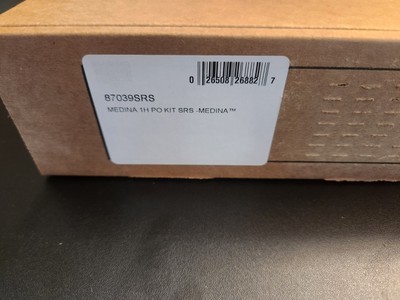 0 26508 26882 7
87039SRS
MEDINA 1H PO KIT SRS -MEDINA™